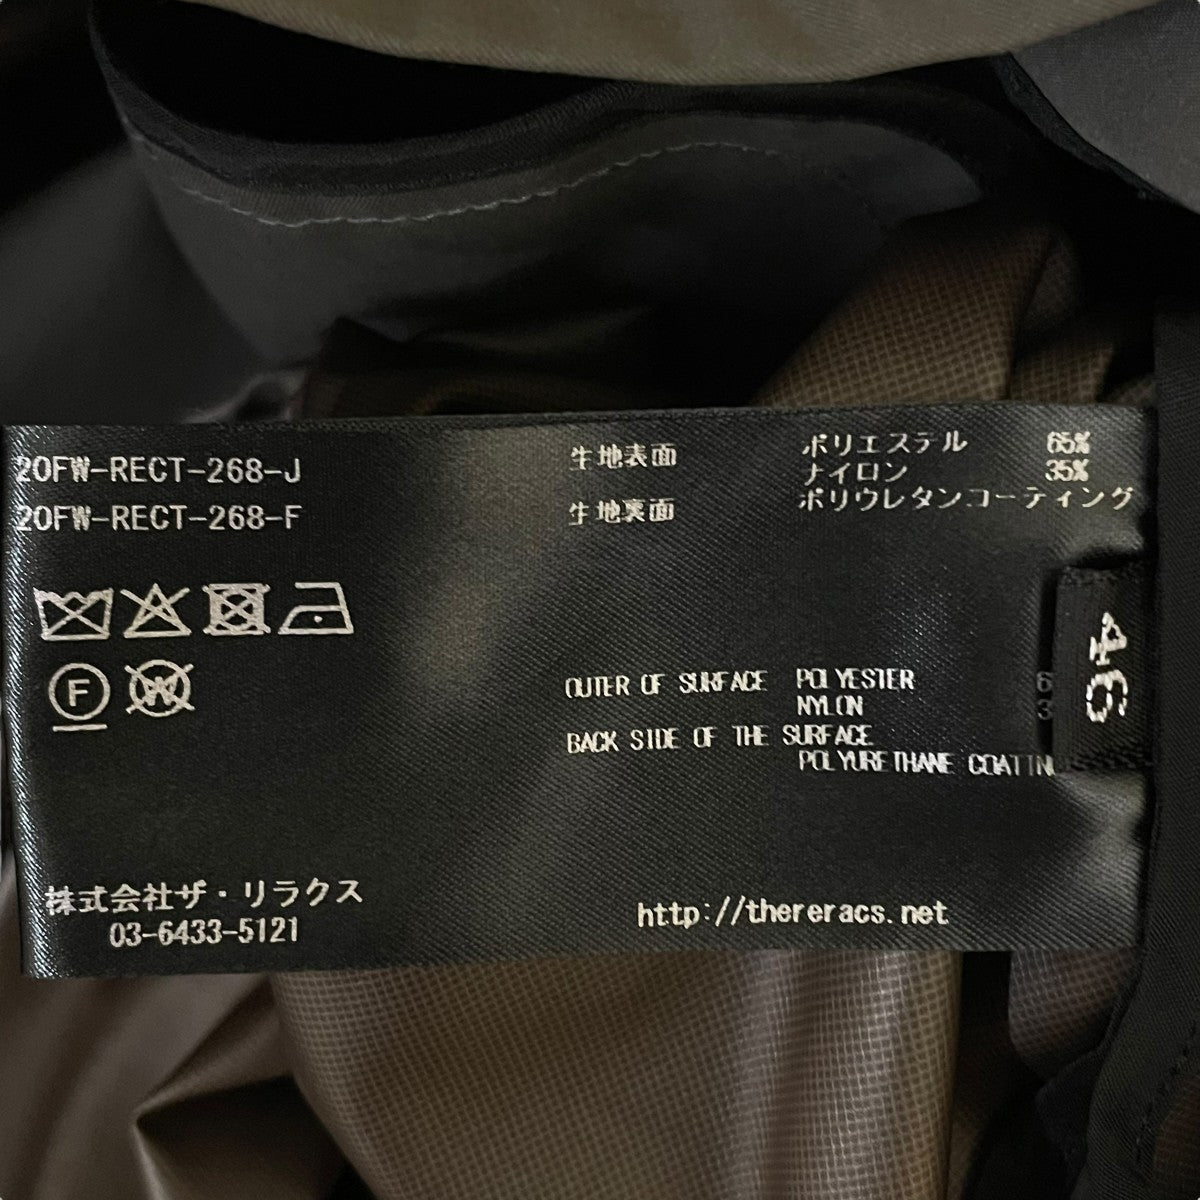 20FW-RECT-268-J
20FW-RECT-268-F
生地表面 ポリエステル 65%
ナイロン 35%
生地裏面 ポリウレタンコーティング
F
W
OUTER OF SURFACE POLYESTER 6
NYLON 3
BACK SIDE OF THE SURFACE
POLYURETHANE COATIN
46
株式会社ザ・リラクス
03-6433-5121
http://thereracs.net